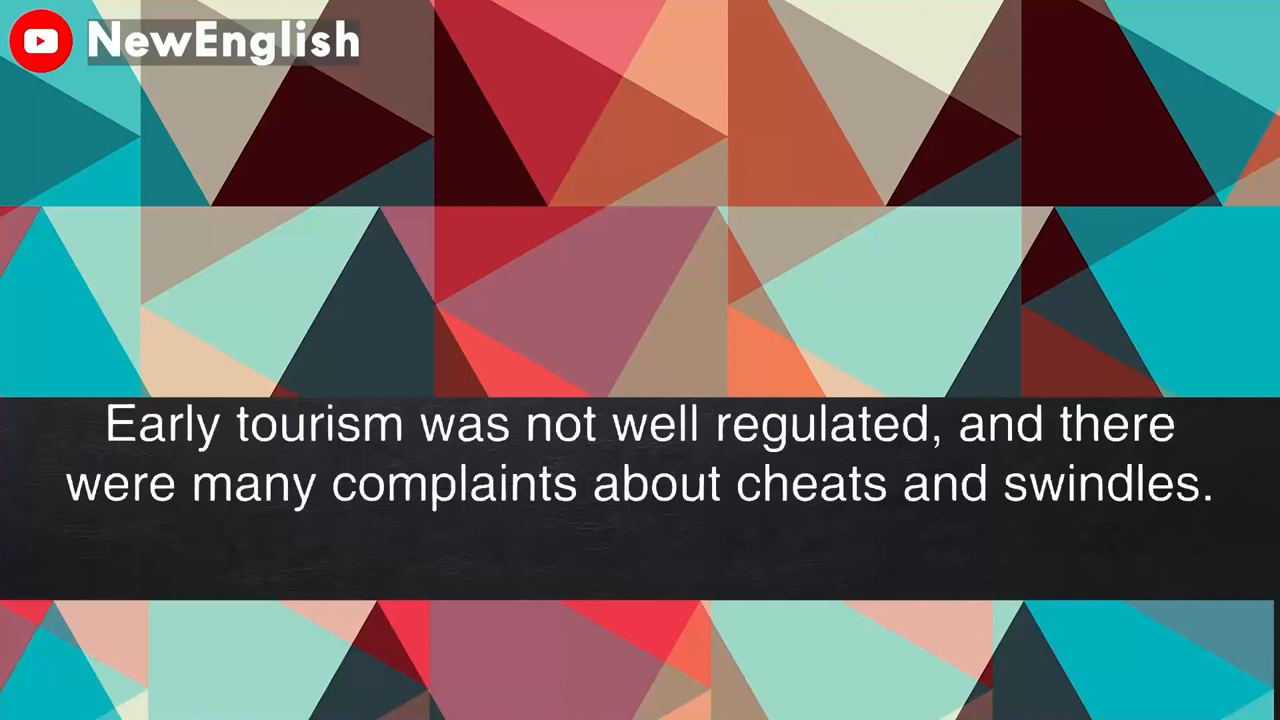 NewEnglish
Early tourism was not well regulated, and there
were many complaints about cheats and swindles.